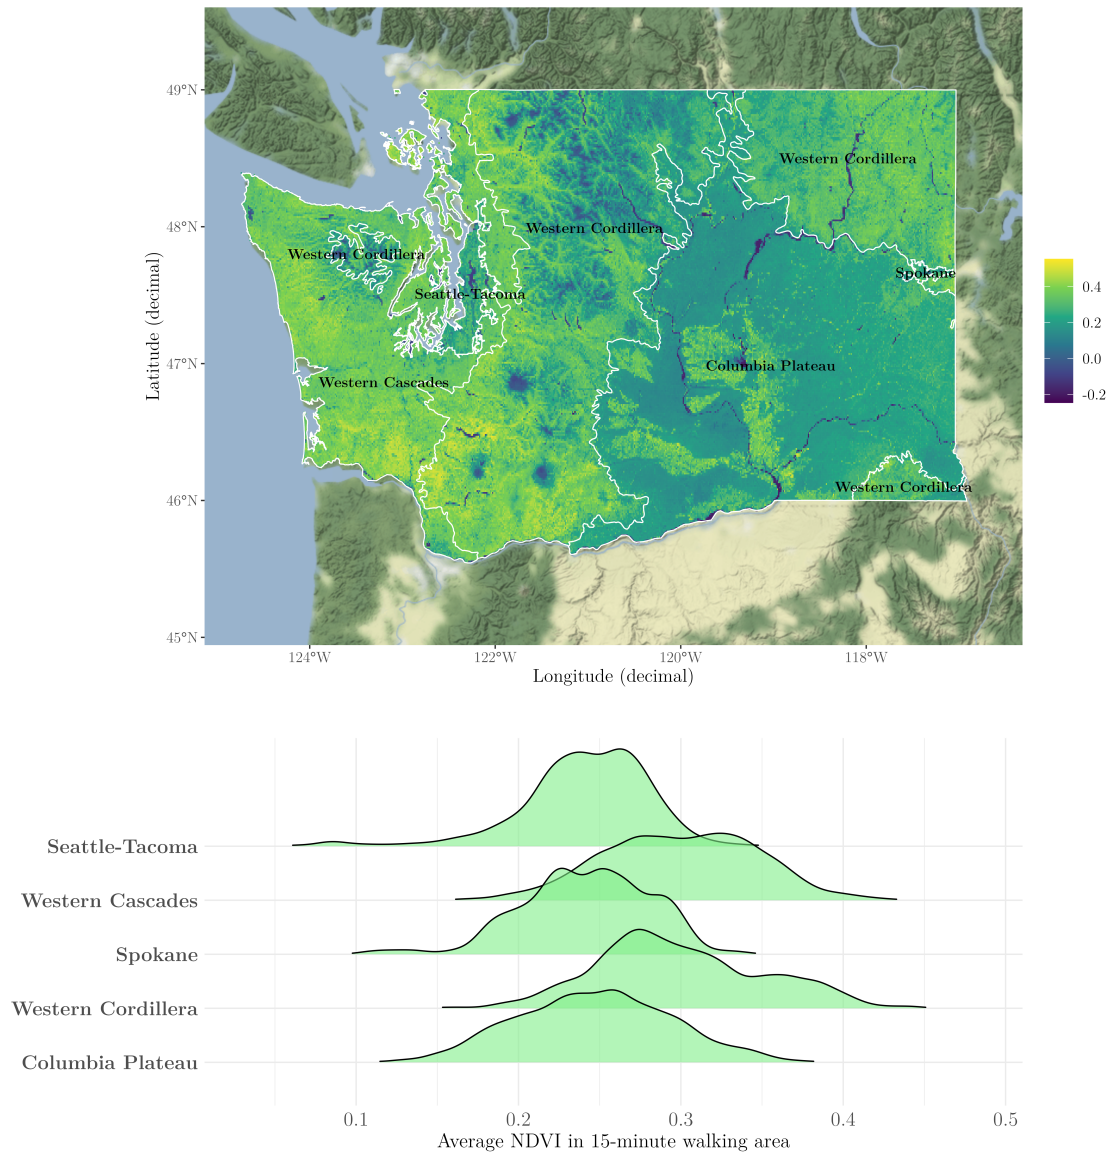 49°N
48°N
47°N
46°N
45°N
Latitude (decimal)
Western Cordillera
Western Cordillera
Western Cordillera
Spokane
Seattle-Tacoma
Columbia Plateau
Western Cascades
Western Cordillera
0.4
0.2
0.0
-0.2
124°W
122°W
120°W
118°W
Longitude (decimal)
Seattle-Tacoma
Western Cascades
Spokane
Western Cordillera
Columbia Plateau
0.1
0.2
0.3
0.4
0.5
Average NDVI in 15-minute walking area